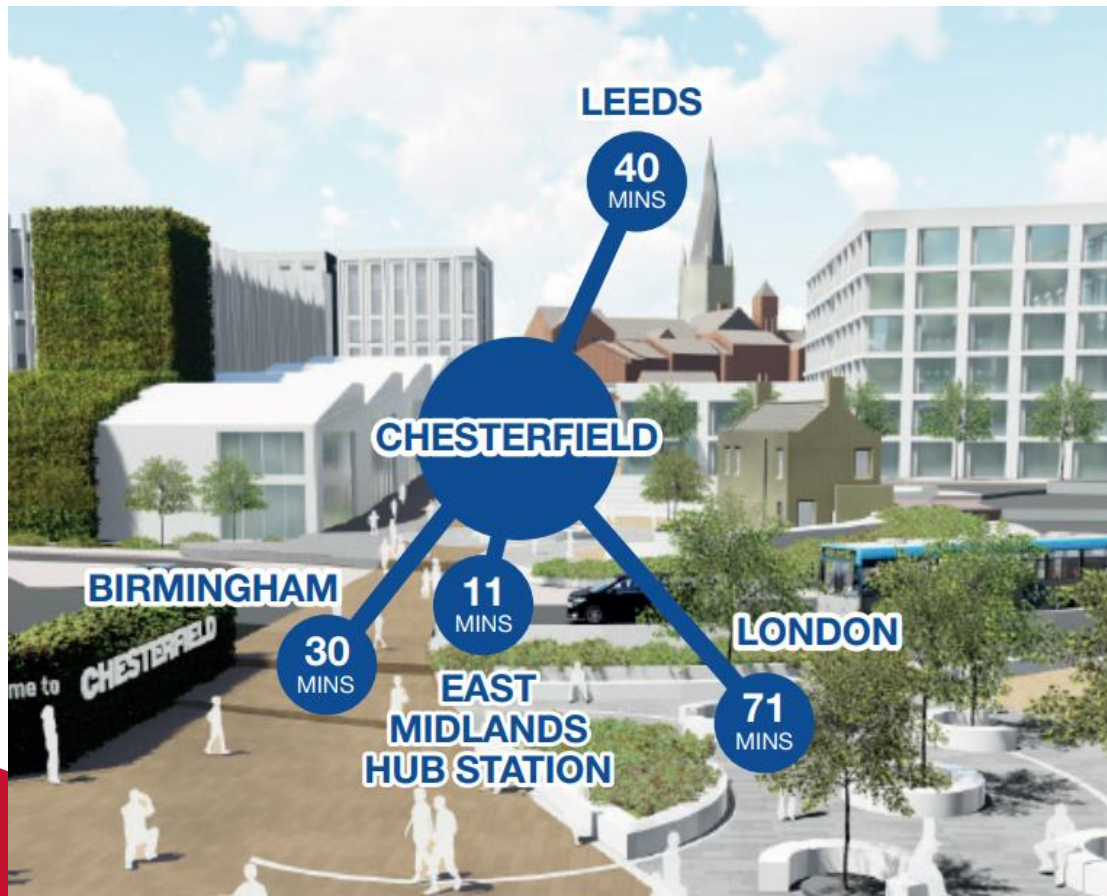 LEEDS
40
MINS
CHESTERFIELD
BIRMINGHAM
30
MINS
11
MINS
EAST
MIDLANDS
HUB STATION
LONDON
71
MINS
me to CHESTERFIELD